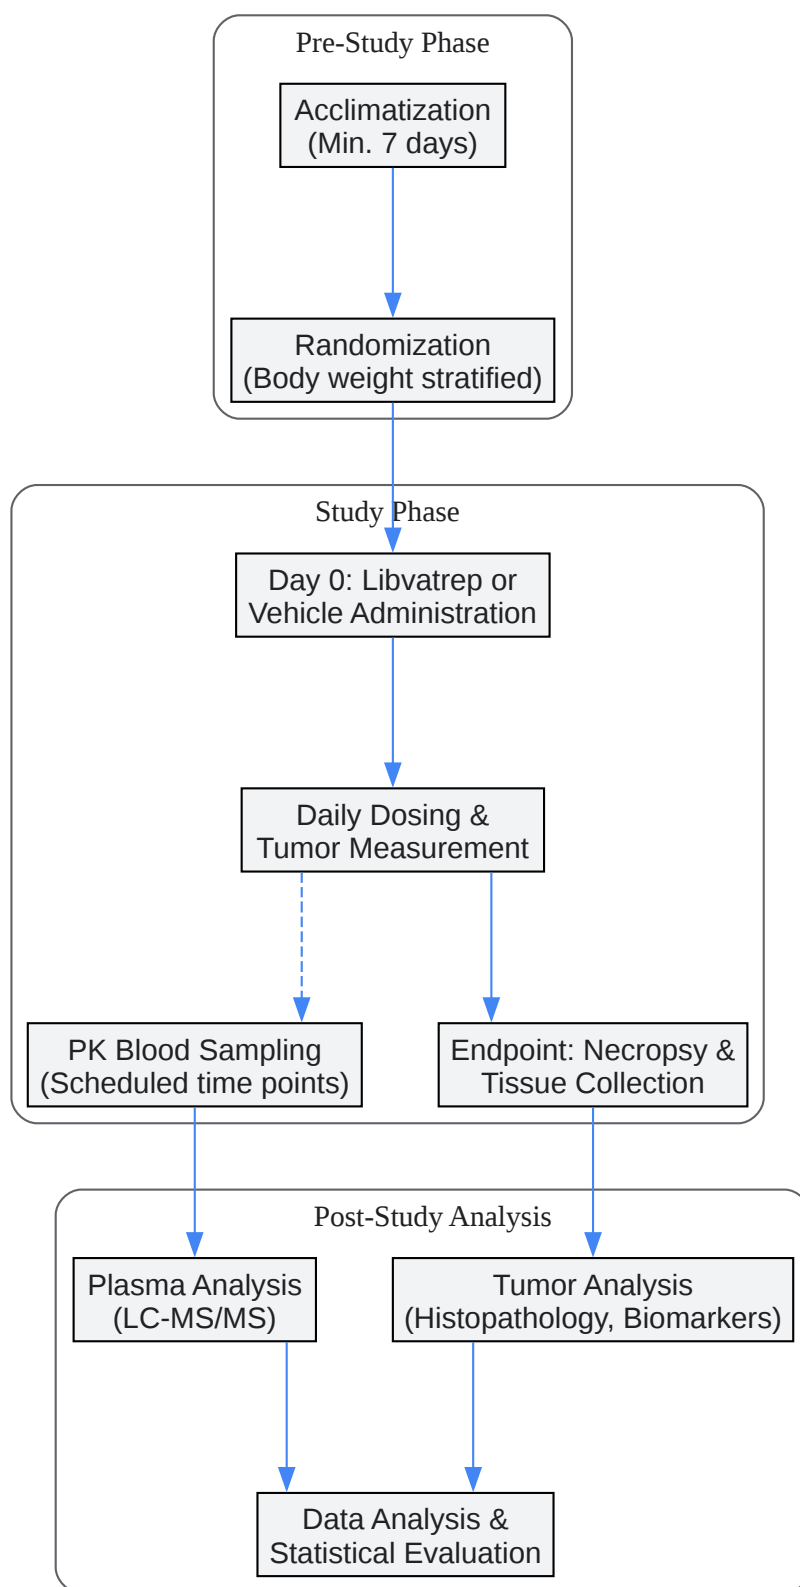 Pre-Study Phase
Acclimatization
(Min. 7 days)
Randomization
(Body weight stratified)
Study Phase
Day 0: Libvatrep or
Vehicle Administration
Daily Dosing &
Tumor Measurement
PK Blood Sampling
(Scheduled time points)
Endpoint: Necropsy &
Tissue Collection
Post-Study Analysis
Plasma Analysis
(LC-MS/MS)
Tumor Analysis
(Histopathology, Biomarkers)
Data Analysis &
Statistical Evaluation